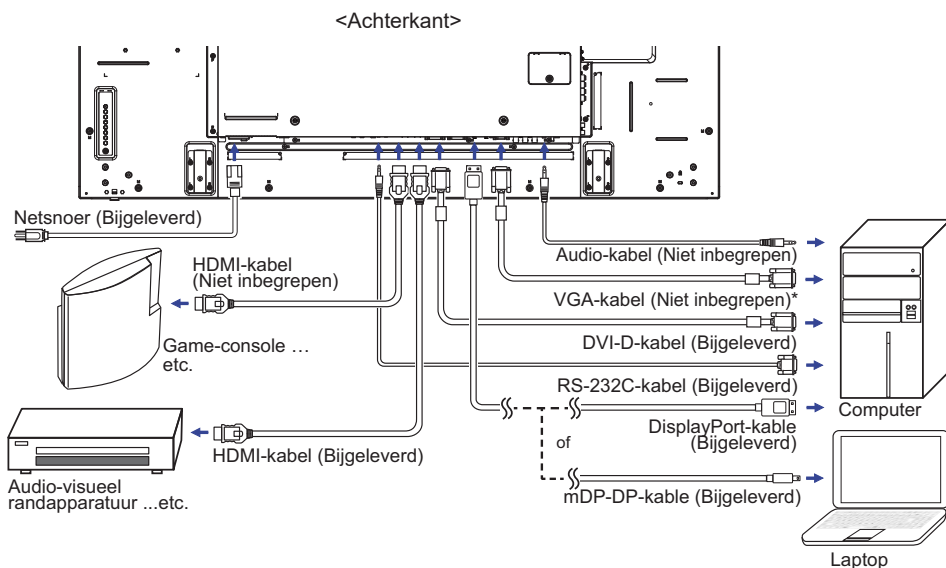 <Achterkant>
Netsnoer (Bijgeleverd)
HDMI-kabel
(Niet inbegrepen)
Game-console ...
etc.
HDMI-kabel (Bijgeleverd)
Audio-visueel
randapparatuur ...etc.
Audio-kabel (Niet inbegrepen)
VGA-kabel (Niet inbegrepen)*
DVI-D-kabel (Bijgeleverd)
RS-232C-kabel (Bijgeleverd)
DisplayPort-kable
(Bijgeleverd)
of
mDP-DP-kable (Bijgeleverd)
Computer
Laptop